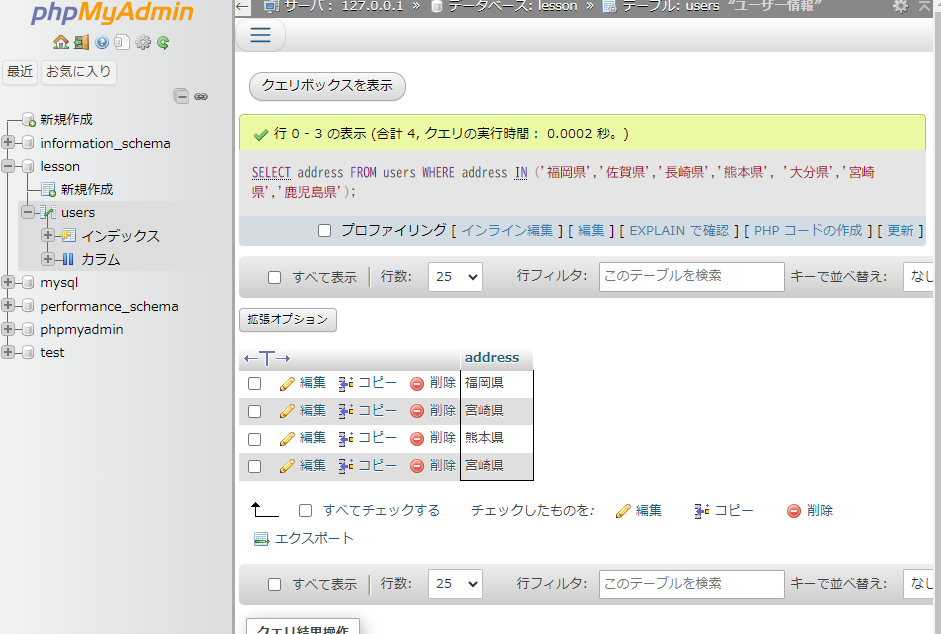 phpMyAdmin
最近 お気に入り
新規作成
information_schema
lesson
新規作成
users
インデックス
カラム
mysql
performance_schema
phpmyadmin
test
サーバ: 127.0.0.1 » データベース: lesson » テーブル: users "ユーザー情報"
クエリボックスを表示
行 0 - 3 の表示 (合計 4, クエリの実行時間: 0.0002 秒。)
SELECT address FROM users WHERE address IN ('福岡県','佐賀県','長崎県','熊本県', '大分県','宮崎
県','鹿児島県');
プロファイリング [ インライン編集 ] [ 編集 ] [ EXPLAIN で確認 ] [ PHP コードの作成 ] [ 更新 ]
すべて表示 行数: 25 行フィルタ: このテーブルを検索 キーで並べ替え: なし
拡張オプション
←T→ address
編集 コピー 削除 福岡県
編集 コピー 削除 宮崎県
編集 コピー 削除 熊本県
編集 コピー 削除 宮崎県
すべてチェックする チェックしたものを: 編集 コピー 削除
エクスポート
すべて表示 行数: 25 行フィルタ: このテーブルを検索 キーで並べ替え: なし
クエリ結果操作